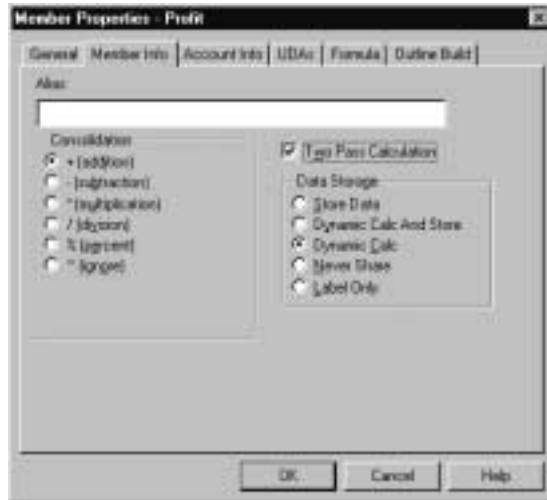 Member Properties - Profit
General Member Info Account Info UDAs Formula Outline Build
Alias:
Consolidation
+ (addition)
- (subtraction)
* (multiplication)
/ (division)
% (percent)
~ (ignore)
Two Pass Calculation
Data Storage
Store Data
Dynamic Calc And Store
Dynamic Calc
Never Share
Label Only
OK Cancel Help